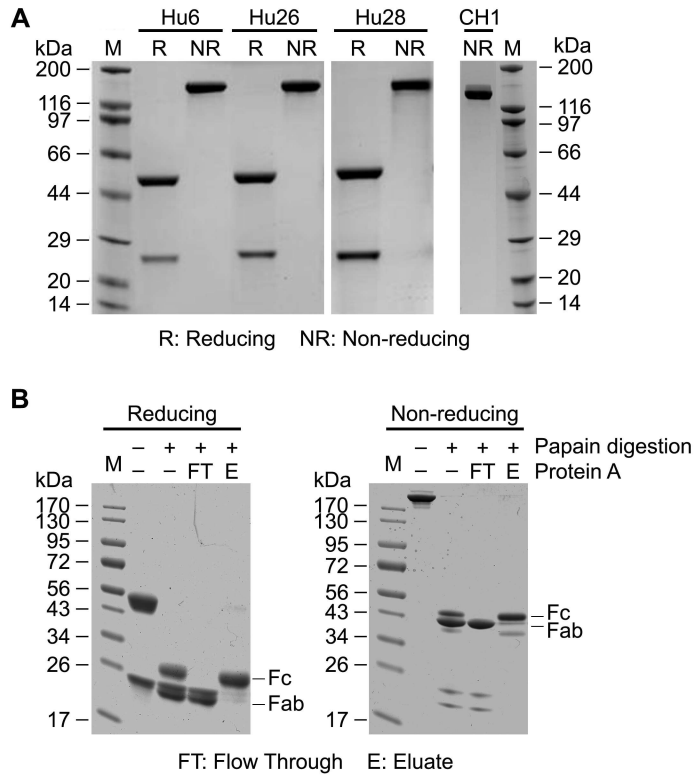 A
Hu6 Hu26 Hu28 CH1
kDa M R NR R NR R NR NR M kDa
200 200
116 116
97 97
66 66
44 44
29 29
20 20
14 14
R: Reducing NR: Non-reducing
B
Reducing Non-reducing
– + + + – + + + Papain digestion
M – – FT E M – – FT E Protein A
kDa kDa
170 170
130 130
95 95
72 72
56 56
43 43 Fc
34 34 Fab
26 26
Fc
Fab
17 17
FT: Flow Through E: Eluate